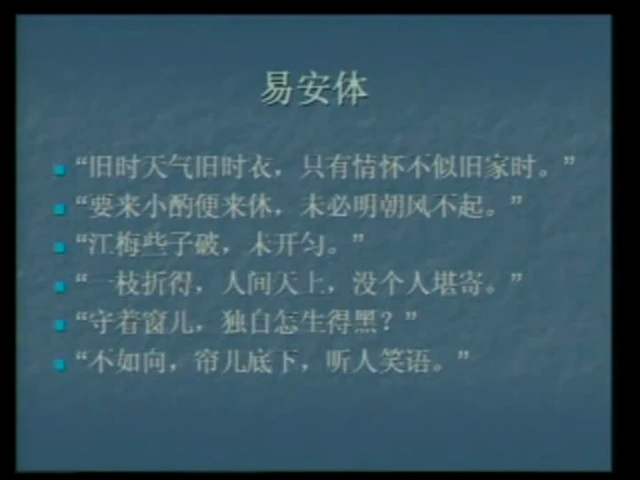 易安体
“旧时天气旧时衣，只有情怀不似旧家时。”
“要来小酌便来休，未必明朝风不起。”
“江梅些子破，未开匀。”
“一枝折得，人间天上，没个人堪寄。”
“守着窗儿，独自怎生得黑？”
“不如向，帘儿底下，听人笑语。”